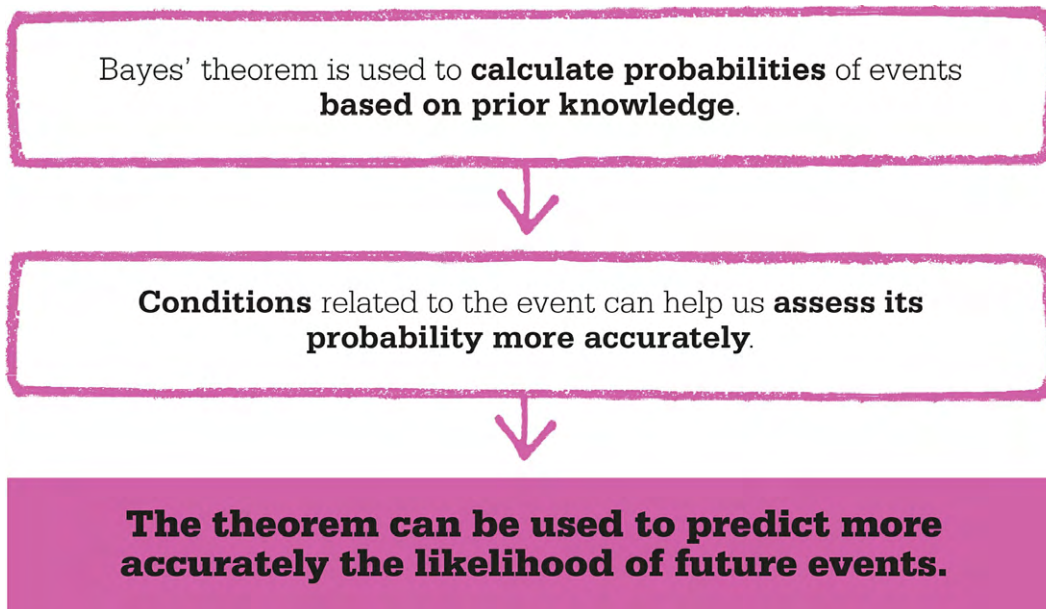 Bayes’ theorem is used to calculate probabilities of events
based on prior knowledge.
Conditions related to the event can help us assess its
probability more accurately.
The theorem can be used to predict more
accurately the likelihood of future events.